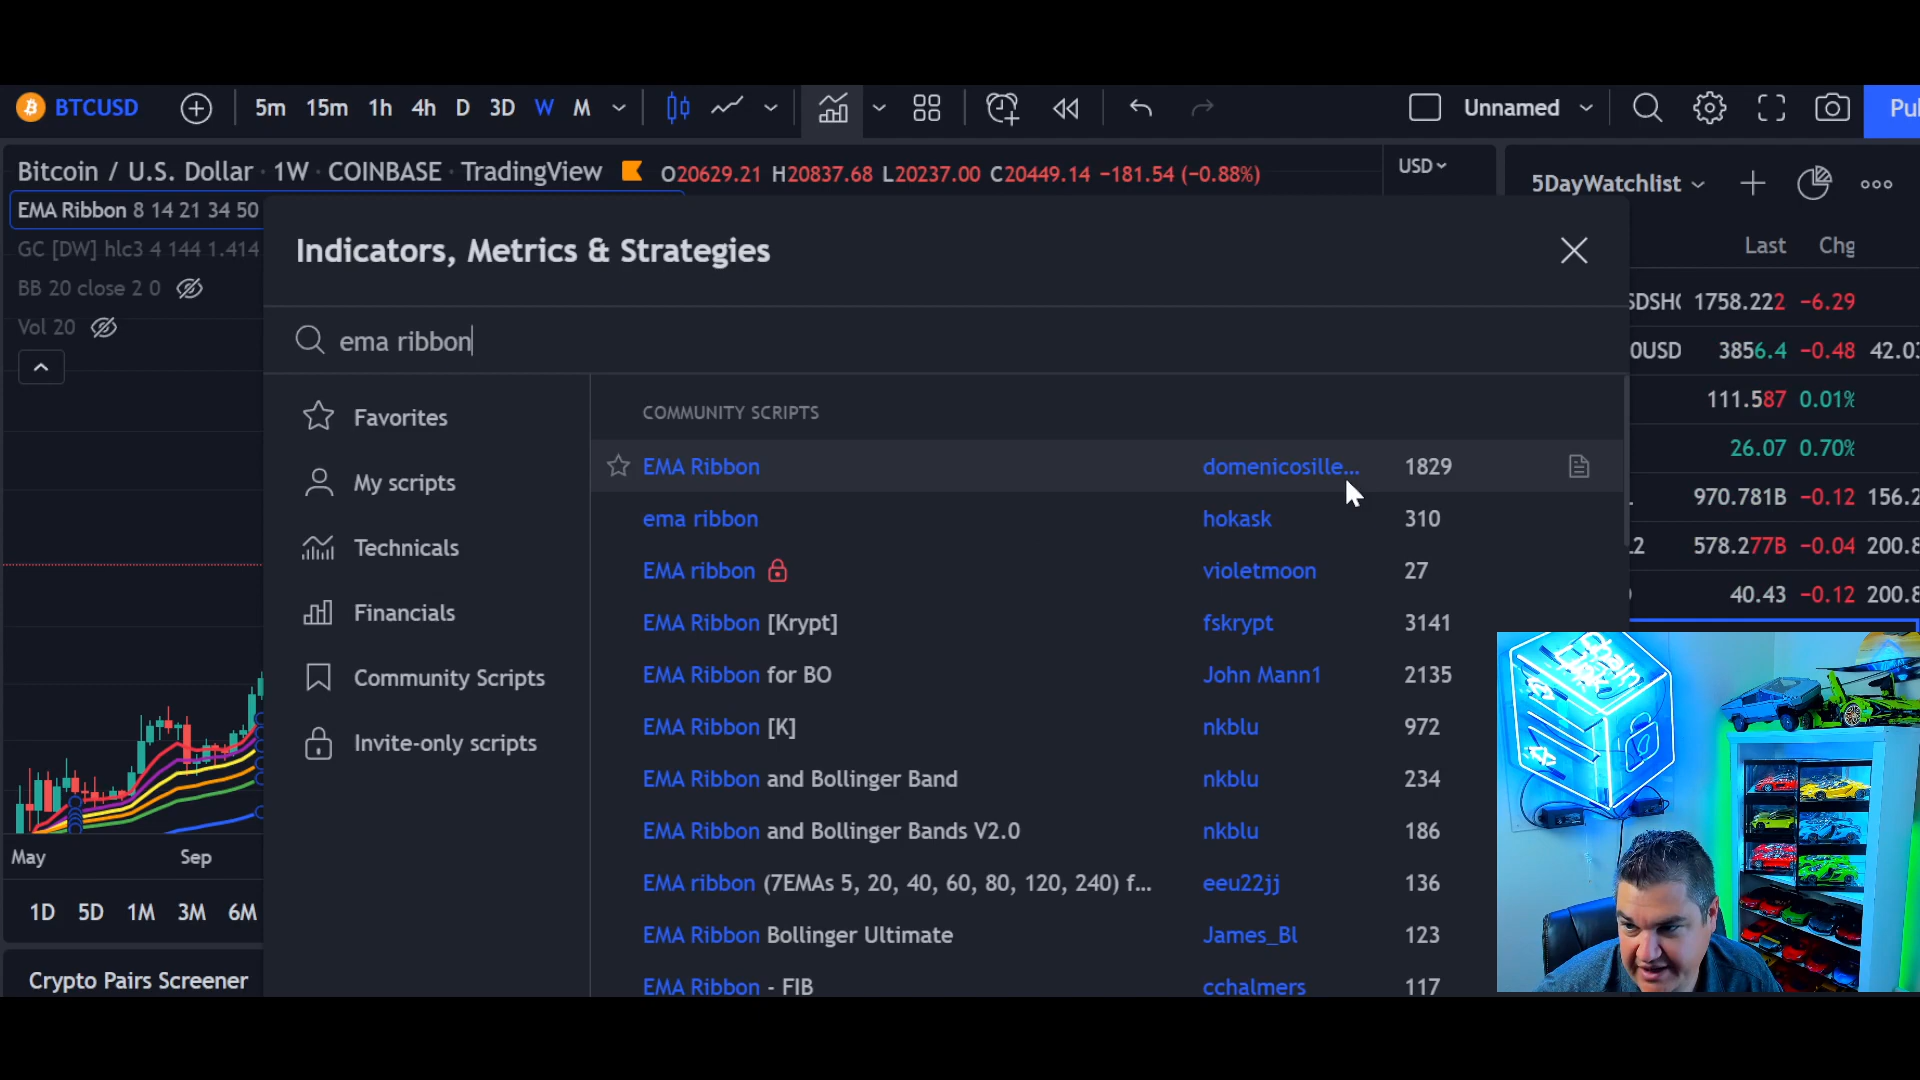 BTCUSD 5m 15m 1h 4h D 3D W M Unnamed Pu
Bitcoin / U.S. Dollar · 1W · COINBASE · TradingView O20629.21 H20837.68 L20237.00 C20449.14 −181.54 (−0.88%) USD 5DayWatchlist
EMA Ribbon 8 14 21 34 50
GC [DW] hlc3 4 144 1.414
BB 20 close 2 0
Vol 20
Indicators, Metrics & Strategies
ema ribbon
Favorites
My scripts
Technicals
Financials
Community Scripts
Invite-only scripts
COMMUNITY SCRIPTS
EMA Ribbon domenicosille... 1829
ema ribbon hokask 310
EMA ribbon violetmoon 27
EMA Ribbon [Krypt] fskrypt 3141
EMA Ribbon for BO John Mann1 2135
EMA Ribbon [K] nkblu 972
EMA Ribbon and Bollinger Band nkblu 234
EMA Ribbon and Bollinger Bands V2.0 nkblu 186
EMA ribbon (7EMAs 5, 20, 40, 60, 80, 120, 240) f... eeu22jj 136
EMA Ribbon Bollinger Ultimate James_Bl 123
EMA Ribbon - FIB cchalmers 117
Last Chg
1758.222 −6.29
0USD 3856.4 −0.48 42.03
111.587 0.01%
26.07 0.70%
970.781B −0.12 156.2
578.277B −0.04 200.8
40.43 −0.12 200.8
May Sep
1D 5D 1M 3M 6M
Crypto Pairs Screener